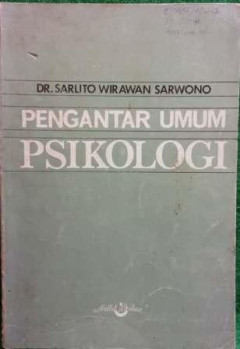 DR. SARLITO WIRAWAN SARWONO
PENGANTAR UMUM
PSIKOLOGI